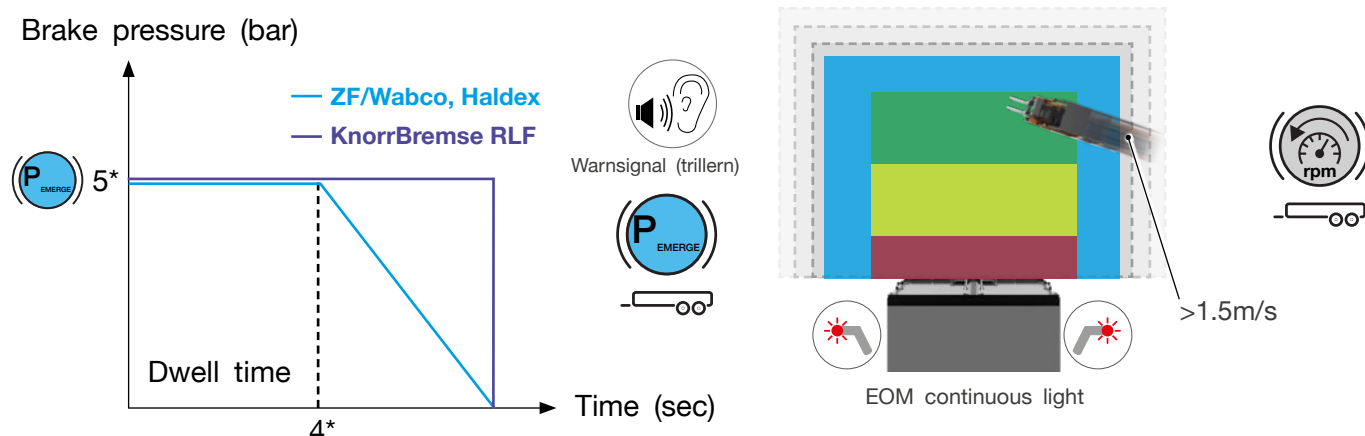 Brake pressure (bar)
ZF/Wabco, Haldex
KnorrBremse RLF
P
EMERGE
5*
Dwell time
4*
Time (sec)
Warnsignal (trillern)
P
EMERGE
>1.5m/s
EOM continuous light
rpm